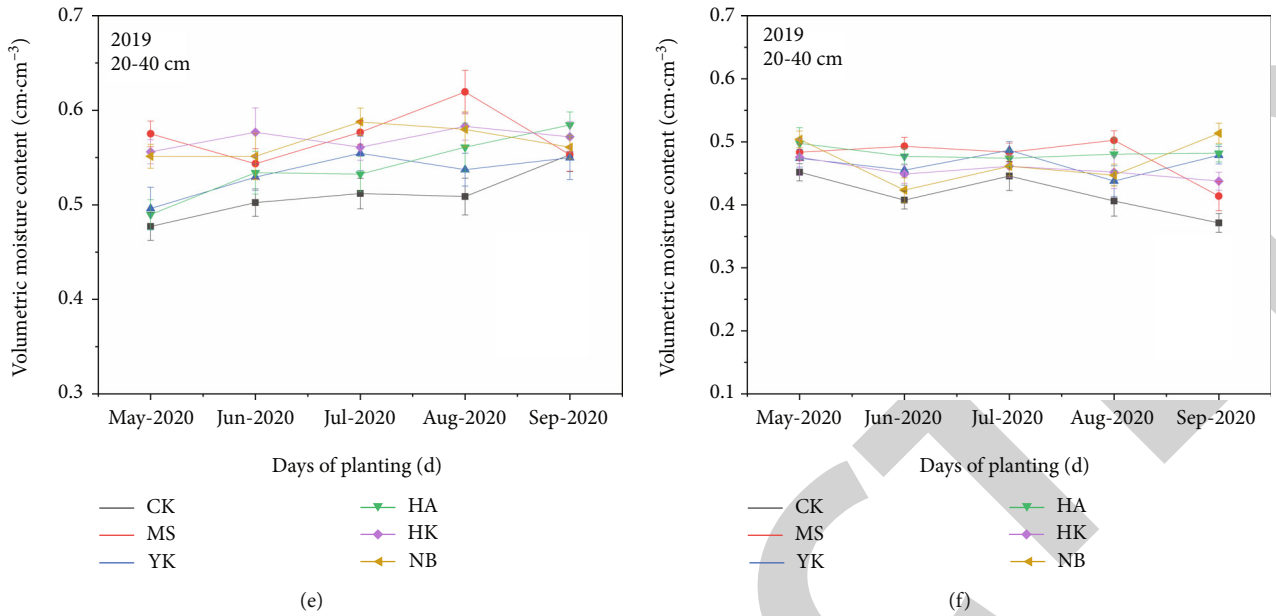 0.7
2019
20-40 cm
0.6
0.5
0.4
0.3
Volumetric moisture content (cm·cm⁻³)
May-2020 Jun-2020 Jul-2020 Aug-2020 Sep-2020
Days of planting (d)
CK HA
MS HK
YK NB
(e)
0.7
2019
20-40 cm
0.6
0.5
0.4
0.3
0.2
0.1
Volumetric moistrue content (cm·cm⁻³)
May-2020 Jun-2020 Jul-2020 Aug-2020 Sep-2020
Days of planting (d)
CK HA
MS HK
YK NB
(f)